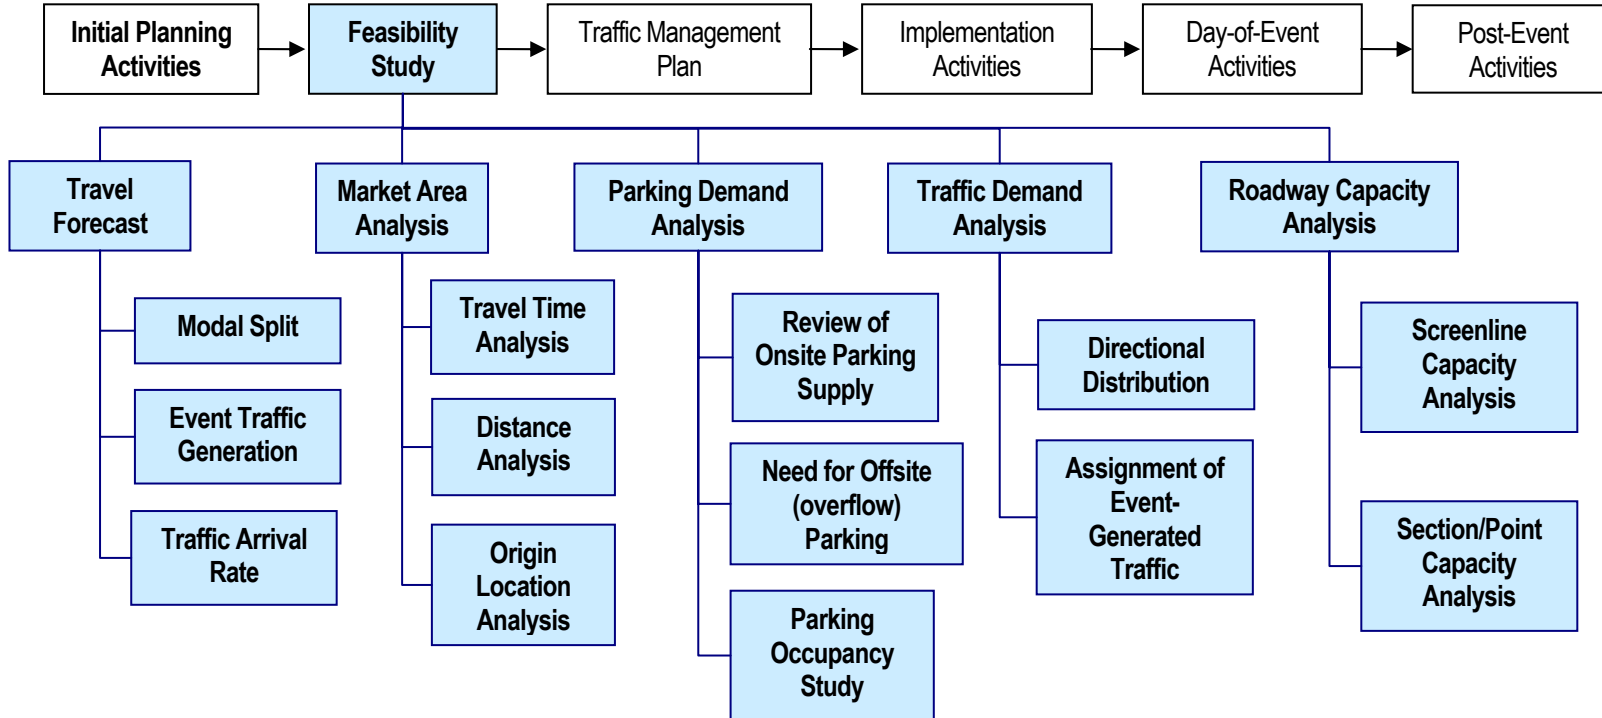 Initial Planning
Activities
Feasibility
Study
Traffic Management
Plan
Implementation
Activities
Day-of-Event
Activities
Post-Event
Activities
Travel
Forecast
Market Area
Analysis
Parking Demand
Analysis
Traffic Demand
Analysis
Roadway Capacity
Analysis
Modal Split
Event Traffic
Generation
Traffic Arrival
Rate
Travel Time
Analysis
Distance
Analysis
Origin
Location
Analysis
Review of
Onsite Parking
Supply
Need for Offsite
(overflow)
Parking
Parking
Occupancy
Study
Directional
Distribution
Assignment of
Event-
Generated
Traffic
Screenline
Capacity
Analysis
Section/Point
Capacity
Analysis